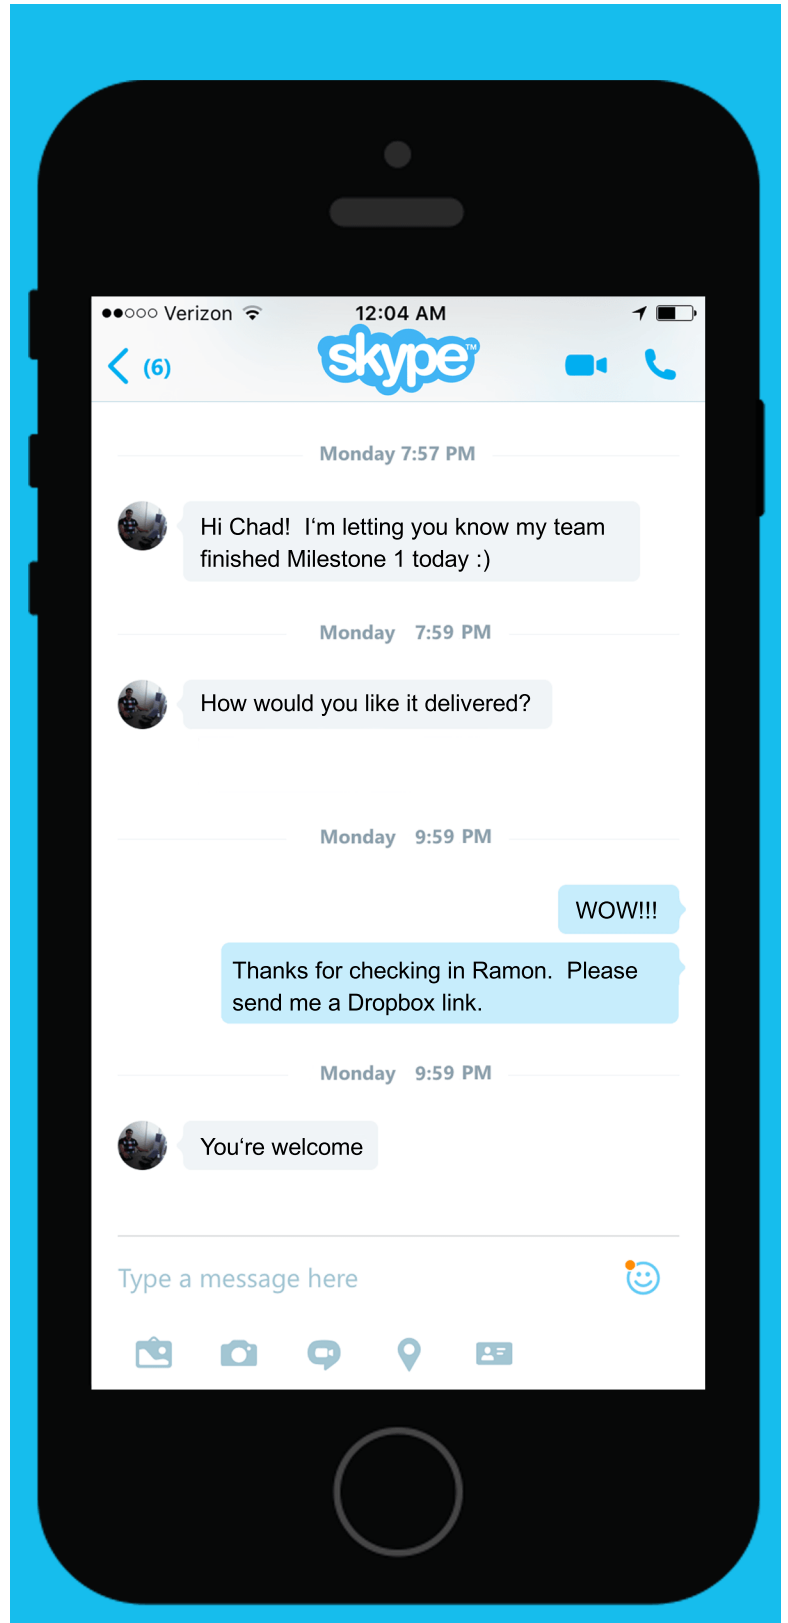 Verizon 12:04 AM
(6) skype™
Monday 7:57 PM
Hi Chad!  I‘m letting you know my team
finished Milestone 1 today :)
Monday 7:59 PM
How would you like it delivered?
Monday 9:59 PM
WOW!!!
Thanks for checking in Ramon.  Please
send me a Dropbox link.
Monday 9:59 PM
You‘re welcome
Type a message here